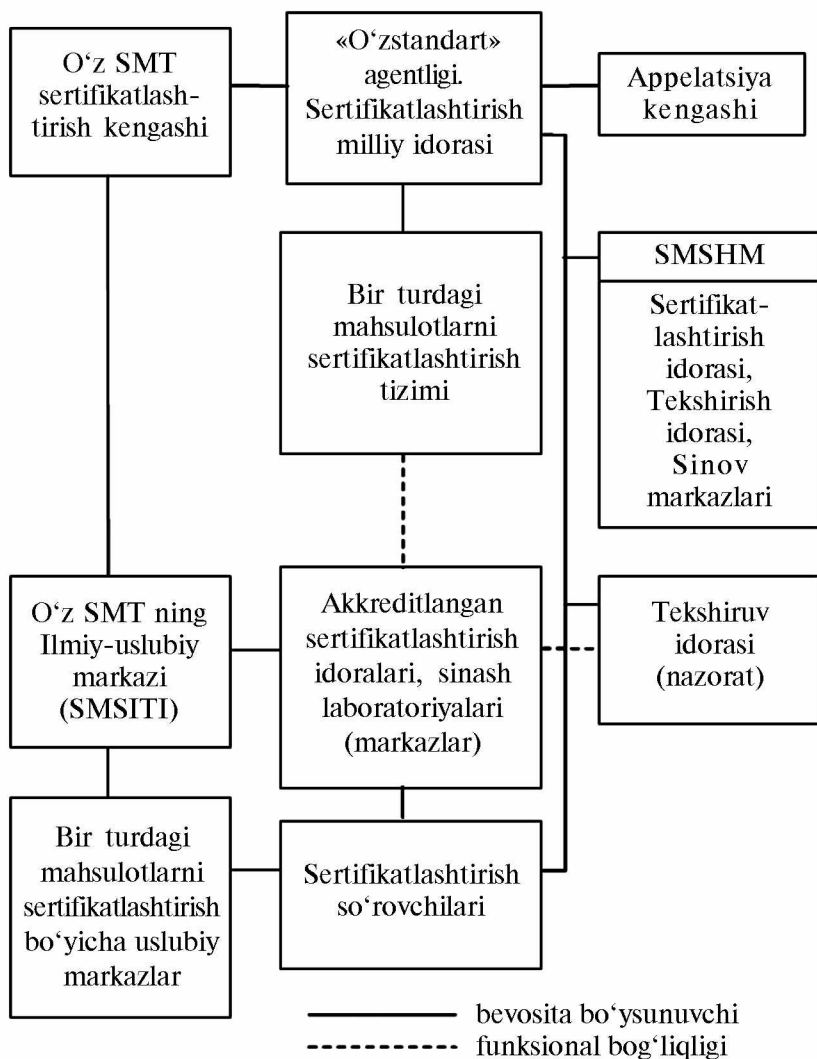 O‘z SMT
sertifikatlash-
tirish kengashi
«O‘zstandart»
agentligi.
Sertifikatlashtirish
milliy idorasi
Appelatsiya
kengashi
Bir turdagi
mahsulotlarni
sertifikatlashtirish
tizimi
SMSHM
Sertifikat-
lashtirish
idorasi,
Tekshirish
idorasi,
Sinov
markazlari
O‘z SMT ning
Ilmiy-uslubiy
markazi
(SMSITI)
Akkreditlangan
sertifikatlashtirish
idoralari, sinash
laboratoriyalari
(markazlar)
Tekshiruv
idorasi
(nazorat)
Bir turdagi
mahsulotlarni
sertifikatlashtirish
bo‘yicha uslubiy
markazlar
Sertifikatlashtirish
so‘rovchilari
bevosita bo‘ysunuvchi
funksional bog‘liqligi